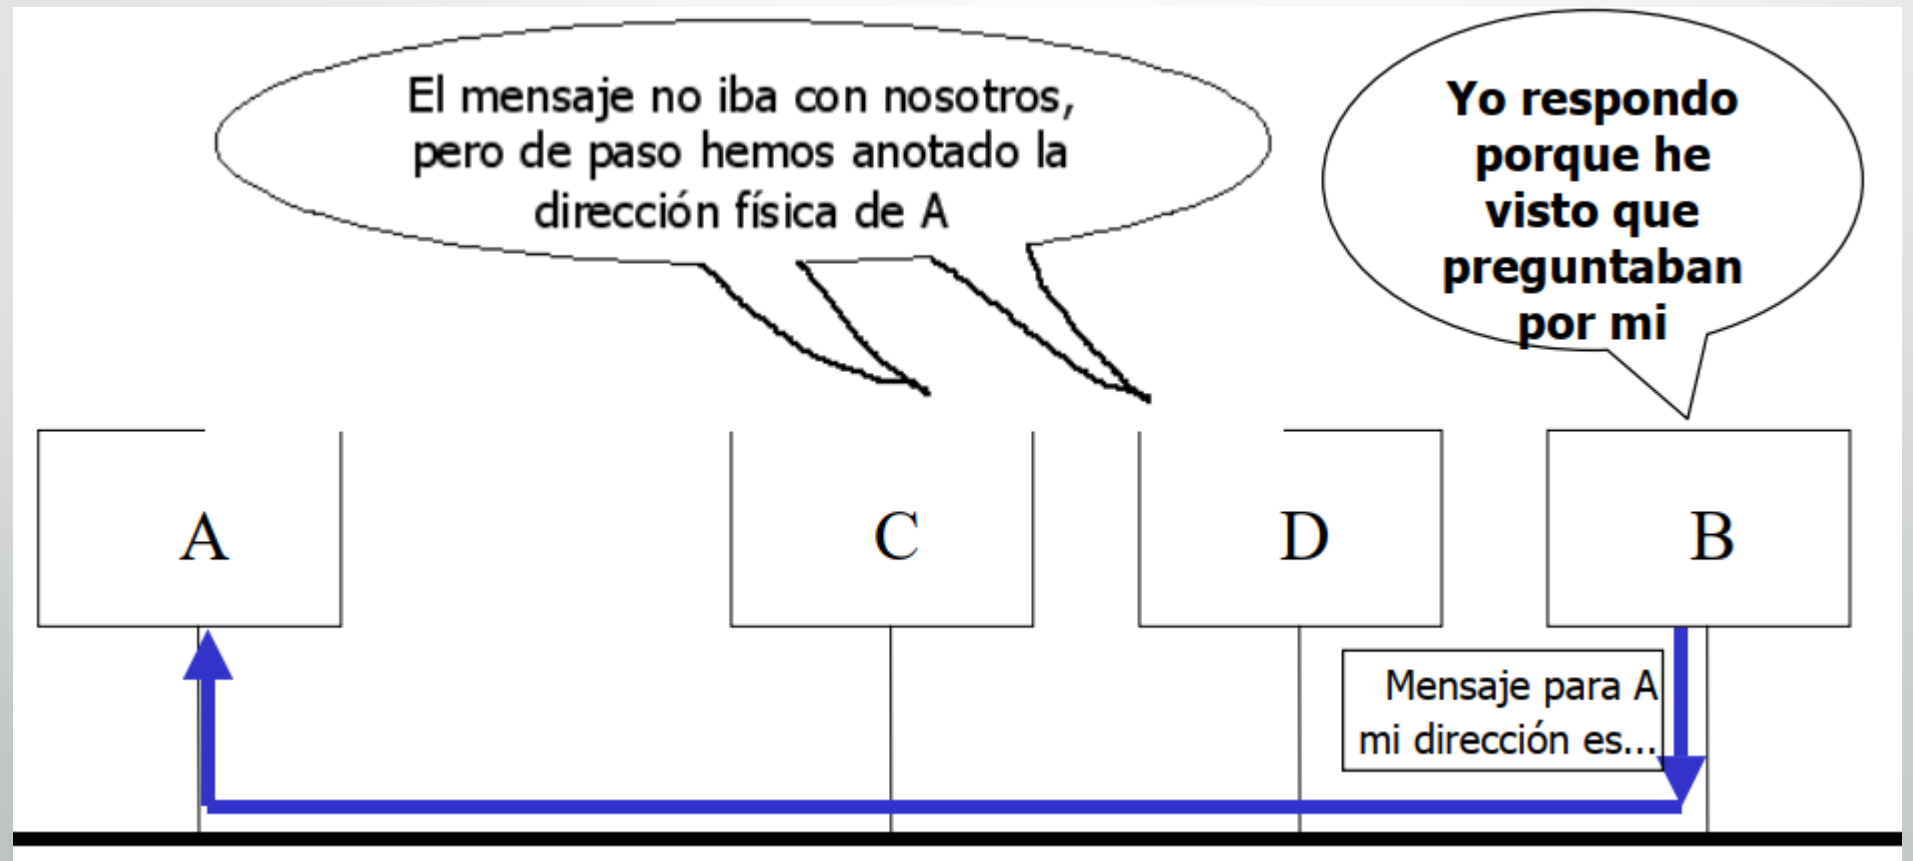 El mensaje no iba con nosotros,
pero de paso hemos anotado la
dirección física de A
Yo respondo
porque he
visto que
preguntaban
por mi
A
C
D
B
Mensaje para A
mi dirección es...